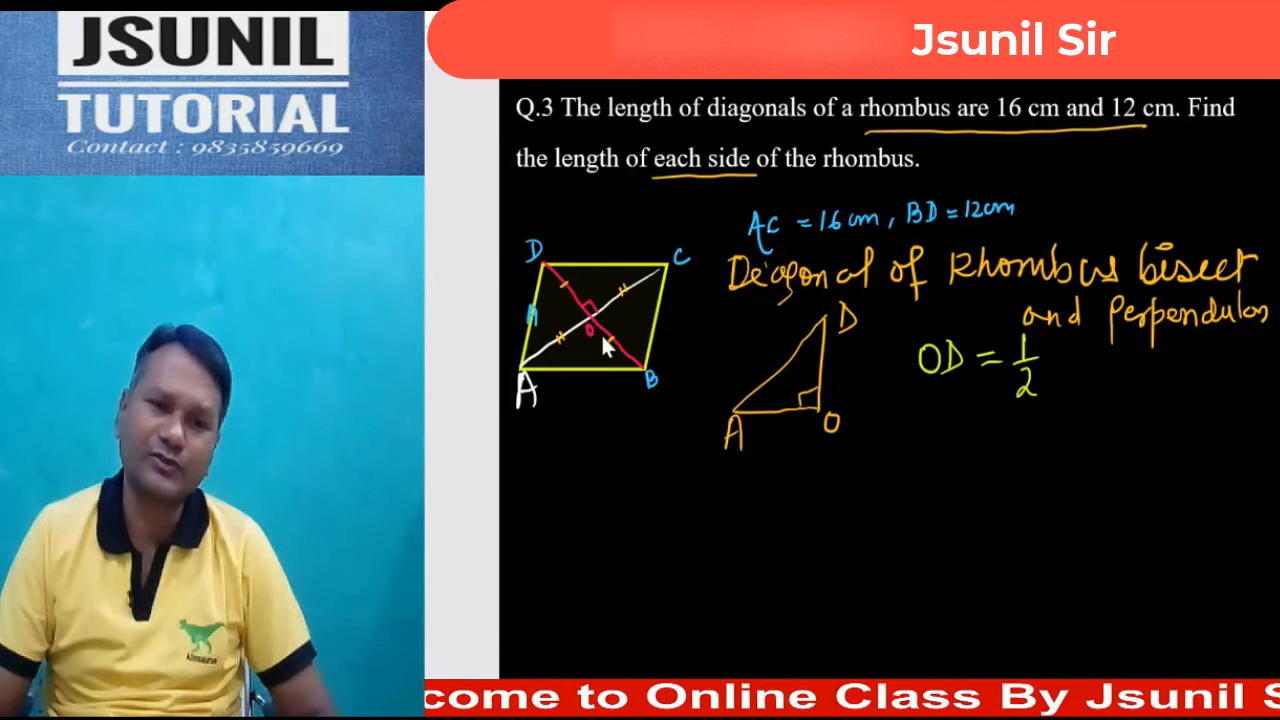 JSUNIL
TUTORIAL
Contact : 9835859669
Jsunil Sir
Q.3 The length of diagonals of a rhombus are 16 cm and 12 cm. Find
the length of each side of the rhombus.
AC = 16 cm, BD = 12cm
Diagonal of Rhombus bisect
and perpendular
D C
A
O
A B
D
A O
OD = 1/2
Allosaurus
come to Online Class By Jsunil S